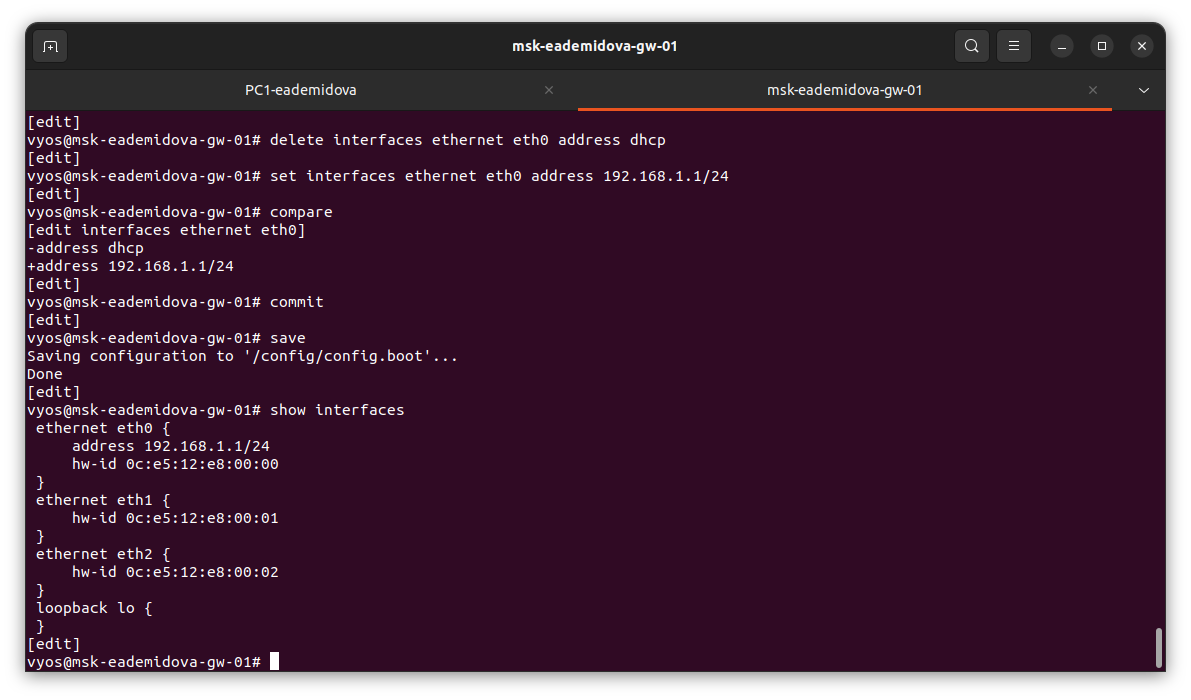 msk-eademidova-gw-01
PC1-eademidova
msk-eademidova-gw-01
[edit]
vyos@msk-eademidova-gw-01# delete interfaces ethernet eth0 address dhcp
[edit]
vyos@msk-eademidova-gw-01# set interfaces ethernet eth0 address 192.168.1.1/24
[edit]
vyos@msk-eademidova-gw-01# compare
[edit interfaces ethernet eth0]
-address dhcp
+address 192.168.1.1/24
[edit]
vyos@msk-eademidova-gw-01# commit
[edit]
vyos@msk-eademidova-gw-01# save
Saving configuration to '/config/config.boot'...
Done
[edit]
vyos@msk-eademidova-gw-01# show interfaces
 ethernet eth0 {
     address 192.168.1.1/24
     hw-id 0c:e5:12:e8:00:00
 }
 ethernet eth1 {
     hw-id 0c:e5:12:e8:00:01
 }
 ethernet eth2 {
     hw-id 0c:e5:12:e8:00:02
 }
 loopback lo {
 }
[edit]
vyos@msk-eademidova-gw-01#